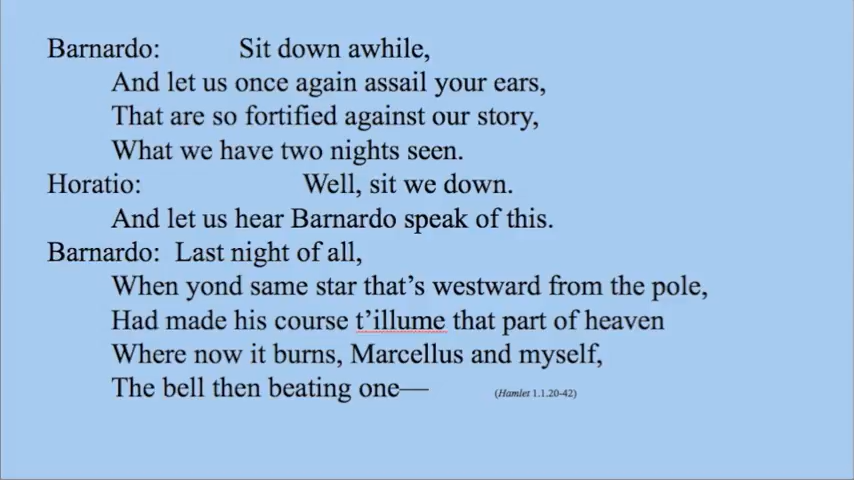 Barnardo: Sit down awhile,
And let us once again assail your ears,
That are so fortified against our story,
What we have two nights seen.
Horatio: Well, sit we down.
And let us hear Barnardo speak of this.
Barnardo: Last night of all,
When yond same star that’s westward from the pole,
Had made his course t’illume that part of heaven
Where now it burns, Marcellus and myself,
The bell then beating one— (Hamlet 1.1.20-42)